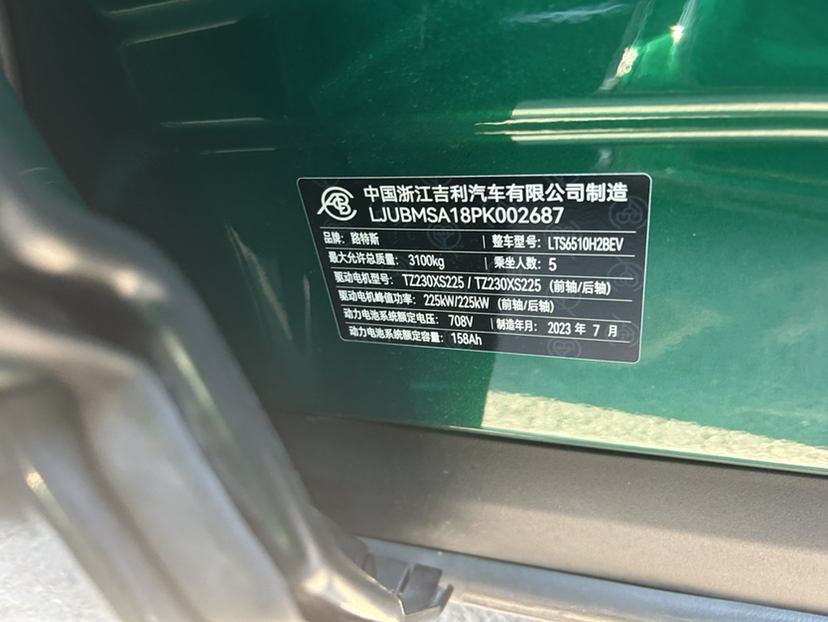 中国浙江吉利汽车有限公司制造
LJUBMSA18PK002687
品牌：路特斯 整车型号：LTS6510H2BEV
最大允许总质量：3100kg 乘坐人数：5
驱动电机型号：TZ230XS225 / TZ230XS225 (前轴/后轴)
驱动电机峰值功率：225kW/225kW (前轴/后轴)
动力电池系统额定电压：708V 制造年月：2023 年 7 月
动力电池系统额定容量：158Ah